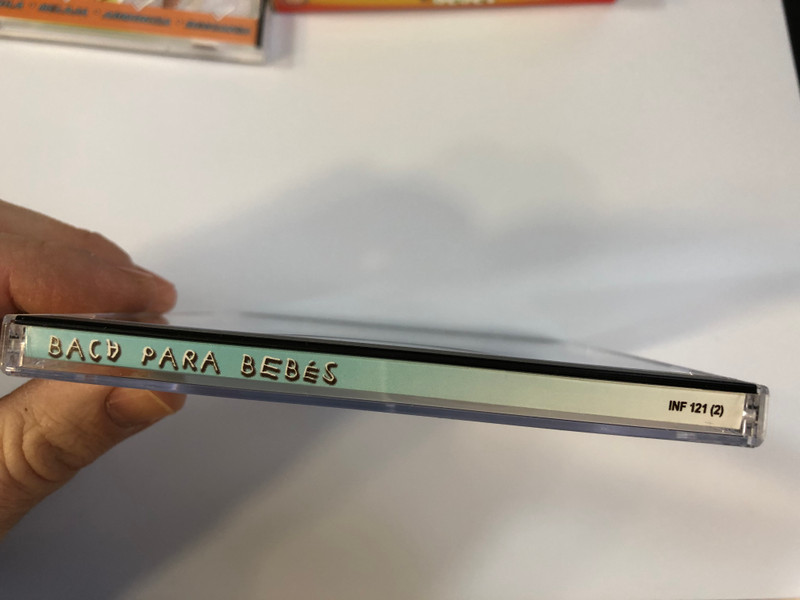 BACH PARA BEBÉS
INF 121 (2)